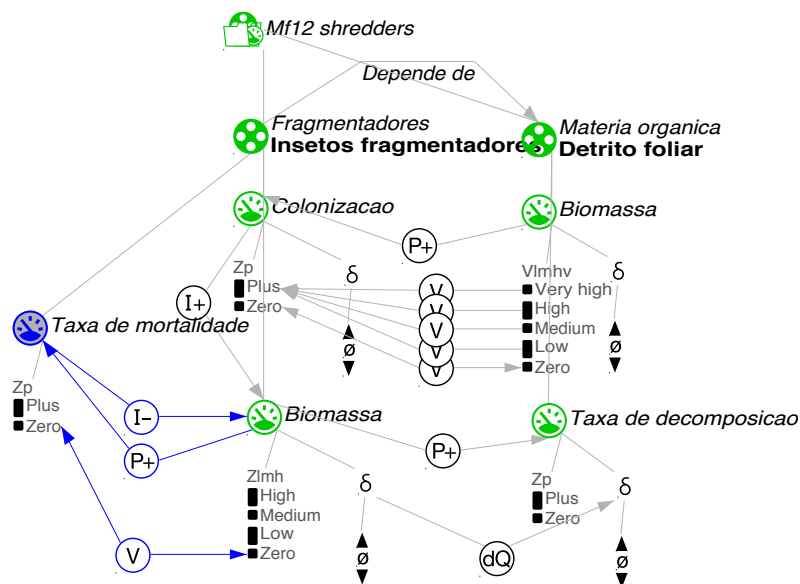 Mf12 shredders
Depende de
Fragmentadores
Insetos fragmentadores
Materia organica
Detrito foliar
Colonizacao
Biomassa
P+
Zp
Plus
Zero
δ
I+
V
V
V
V
V
Vlmhv
Very high
High
Medium
Low
Zero
δ
ø
ø
Taxa de mortalidade
Zp
Plus
Zero
I-
P+
V
Biomassa
Zlmh
High
Medium
Low
Zero
δ
ø
P+
dQ
Taxa de decomposicao
Zp
Plus
Zero
δ
ø